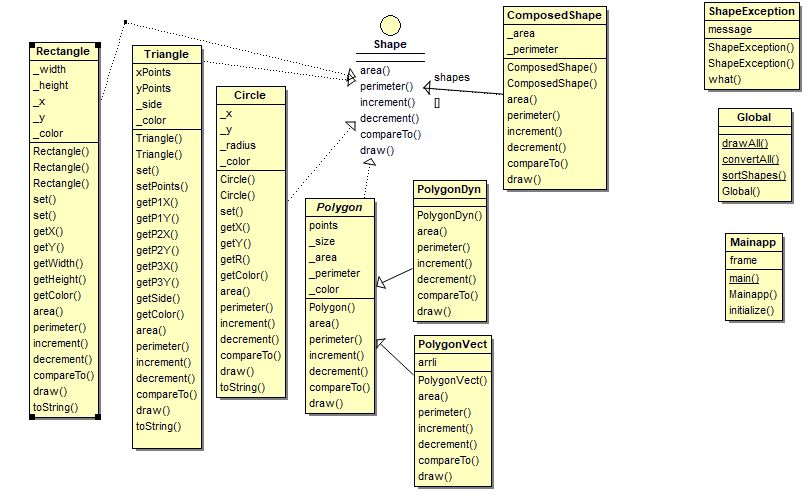 Rectangle
_width
_height
_x
_y
_color
Rectangle()
Rectangle()
Rectangle()
set()
set()
getX()
getY()
getWidth()
getHeight()
getColor()
area()
perimeter()
increment()
decrement()
compareTo()
draw()
toString()
Triangle
xPoints
yPoints
_side
_color
Triangle()
Triangle()
set()
setPoints()
getP1X()
getP1Y()
getP2X()
getP2Y()
getP3X()
getP3Y()
getSide()
getColor()
area()
perimeter()
increment()
decrement()
compareTo()
draw()
toString()
Circle
_x
_y
_radius
_color
Circle()
Circle()
set()
getX()
getY()
getR()
getColor()
area()
perimeter()
increment()
decrement()
compareTo()
draw()
toString()
Shape
area()
perimeter()
increment()
decrement()
compareTo()
draw()
shapes
[]
Polygon
points
_size
_area
_perimeter
_color
Polygon()
area()
perimeter()
increment()
decrement()
compareTo()
draw()
PolygonDyn
PolygonDyn()
area()
perimeter()
increment()
decrement()
compareTo()
draw()
PolygonVect
arrli
PolygonVect()
area()
perimeter()
increment()
decrement()
compareTo()
draw()
ComposedShape
_area
_perimeter
ComposedShape()
ComposedShape()
area()
perimeter()
increment()
decrement()
compareTo()
draw()
ShapeException
message
ShapeException()
ShapeException()
what()
Global
drawAll()
convertAll()
sortShapes()
Global()
Mainapp
frame
main()
Mainapp()
initialize()